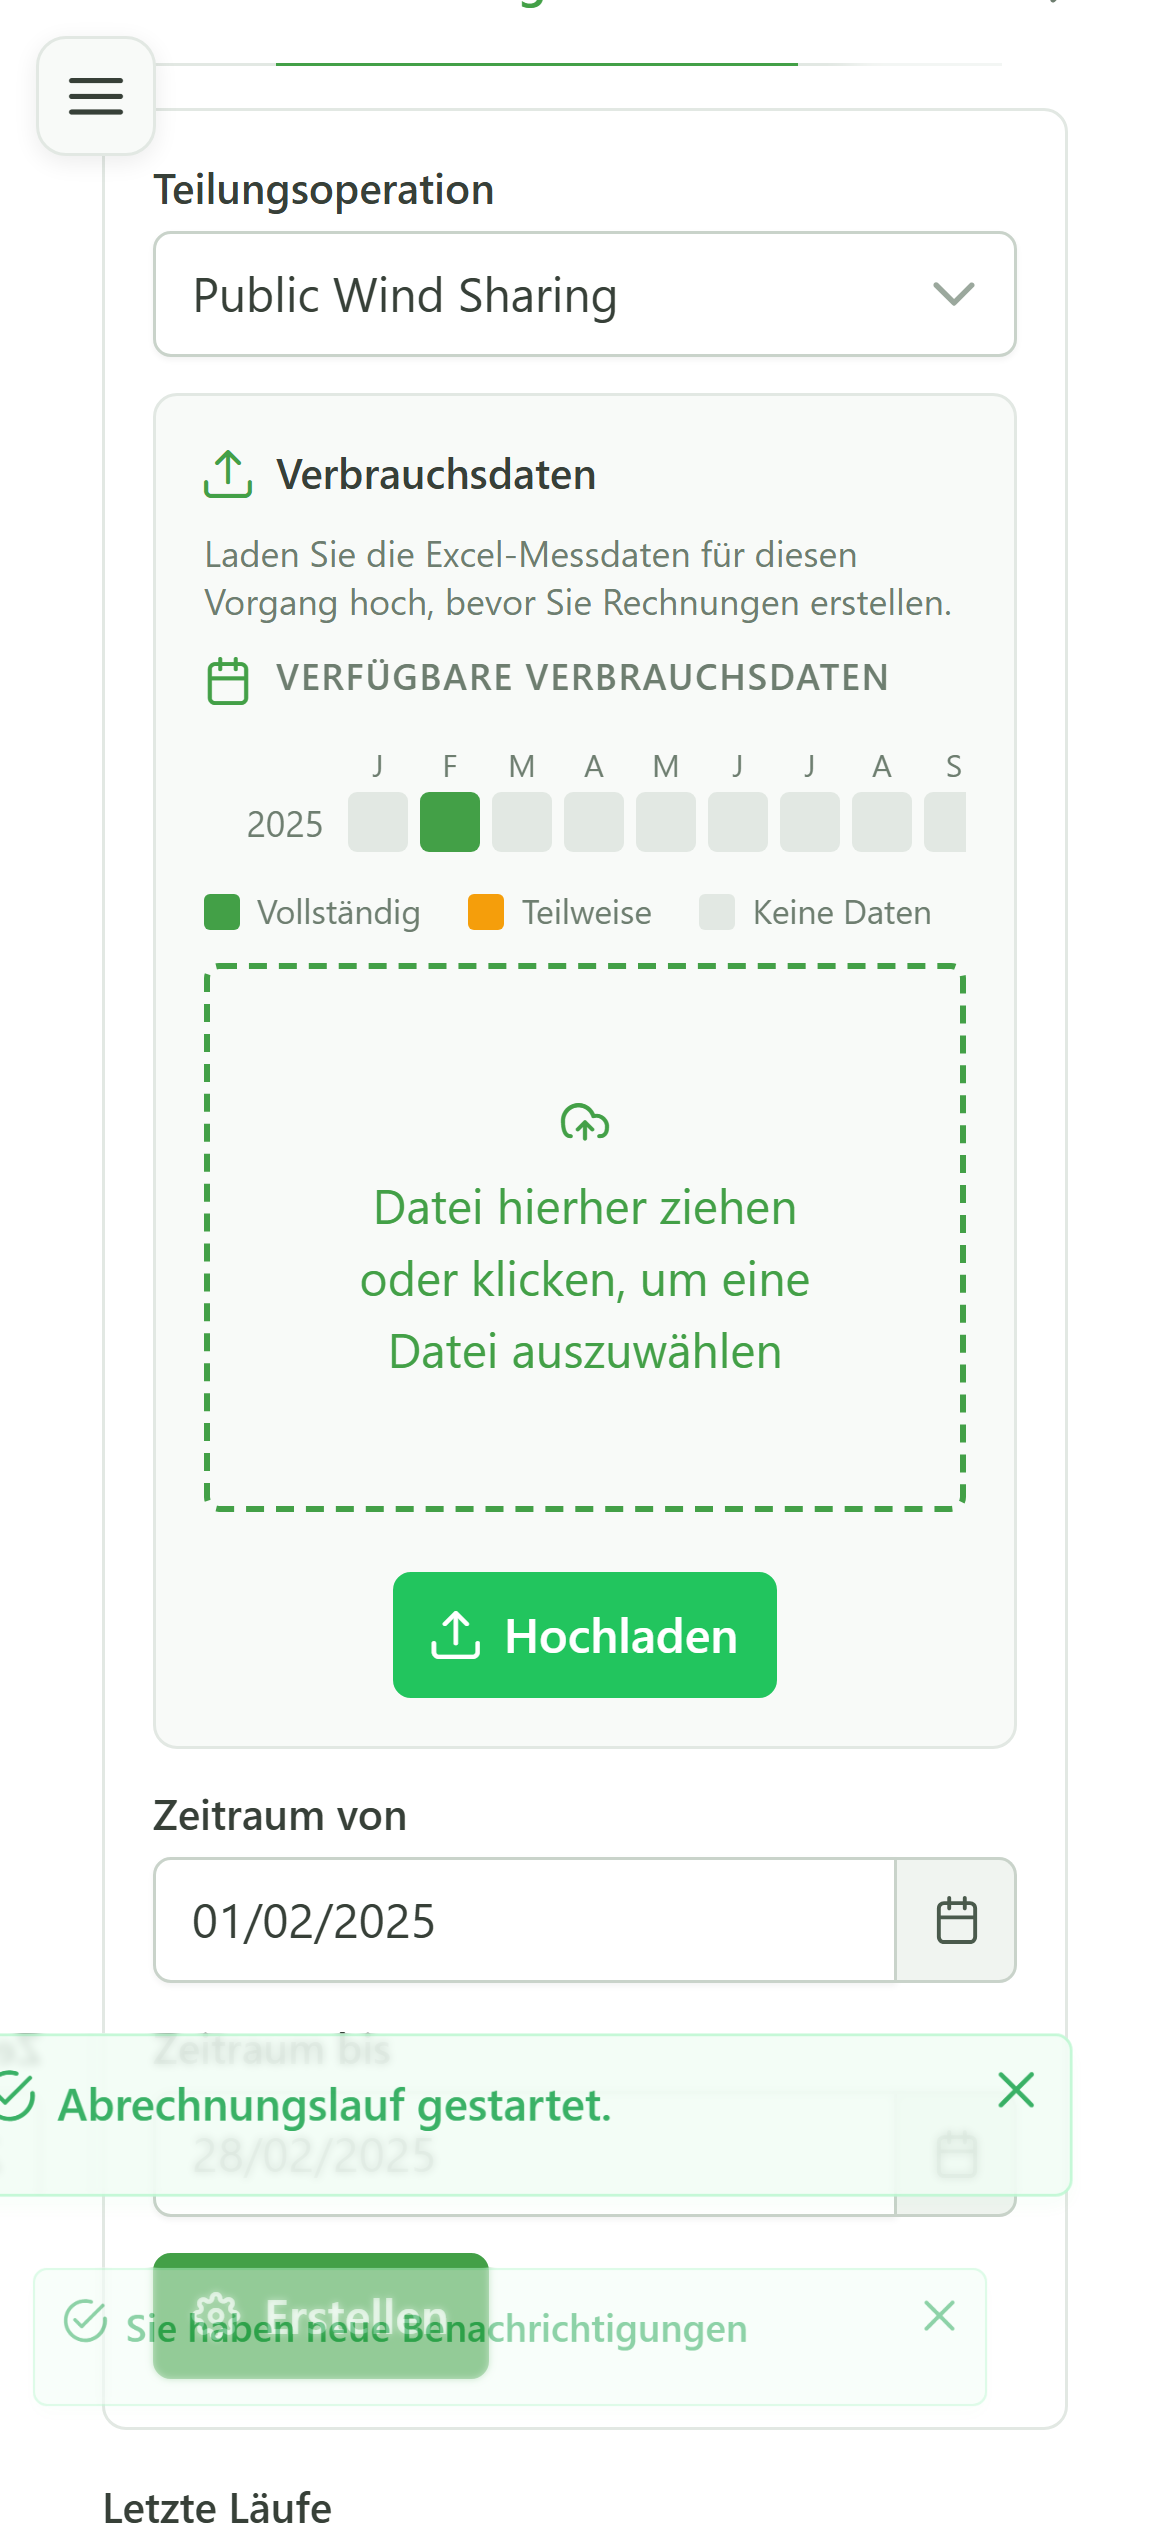 Teilungsoperation
Public Wind Sharing
Verbrauchsdaten
Laden Sie die Excel-Messdaten für diesen
Vorgang hoch, bevor Sie Rechnungen erstellen.
VERFÜGBARE VERBRAUCHSDATEN
J F M A M J J A S
2025
Vollständig Teilweise Keine Daten
Datei hierher ziehen
oder klicken, um eine
Datei auszuwählen
Hochladen
Zeitraum von
01/02/2025
Zeitraum bis
Abrechnungslauf gestartet.
28/02/2025
Erstellen
Sie haben neue Benachrichtigungen
Letzte Läufe